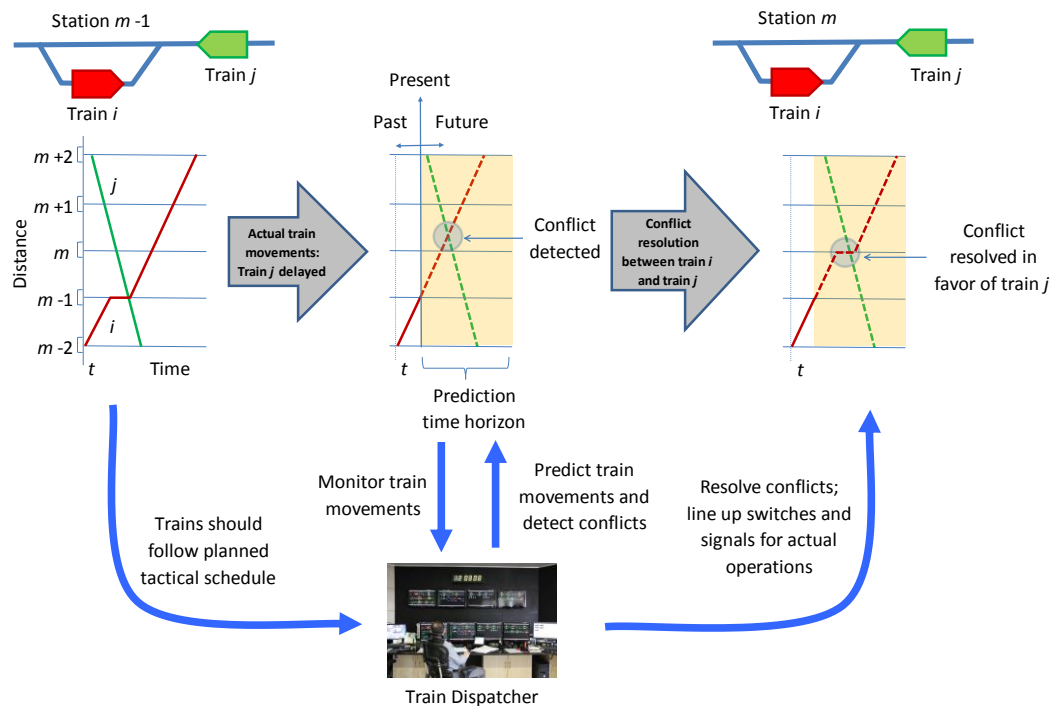 Station m -1
Train j
Train i
Station m
Train j
Train i
Distance
m +2
m +1
m
m -1
m -2
j
i
t
Time
Actual train
movements:
Train j delayed
Present
Past
Future
t
Conflict
detected
Prediction
time horizon
Conflict
resolution
between train i
and train j
Conflict
resolved in
favor of train j
t
Trains should
follow planned
tactical schedule
Monitor train
movements
Predict train
movements and
detect conflicts
Resolve conflicts;
line up switches and
signals for actual
operations
Train Dispatcher